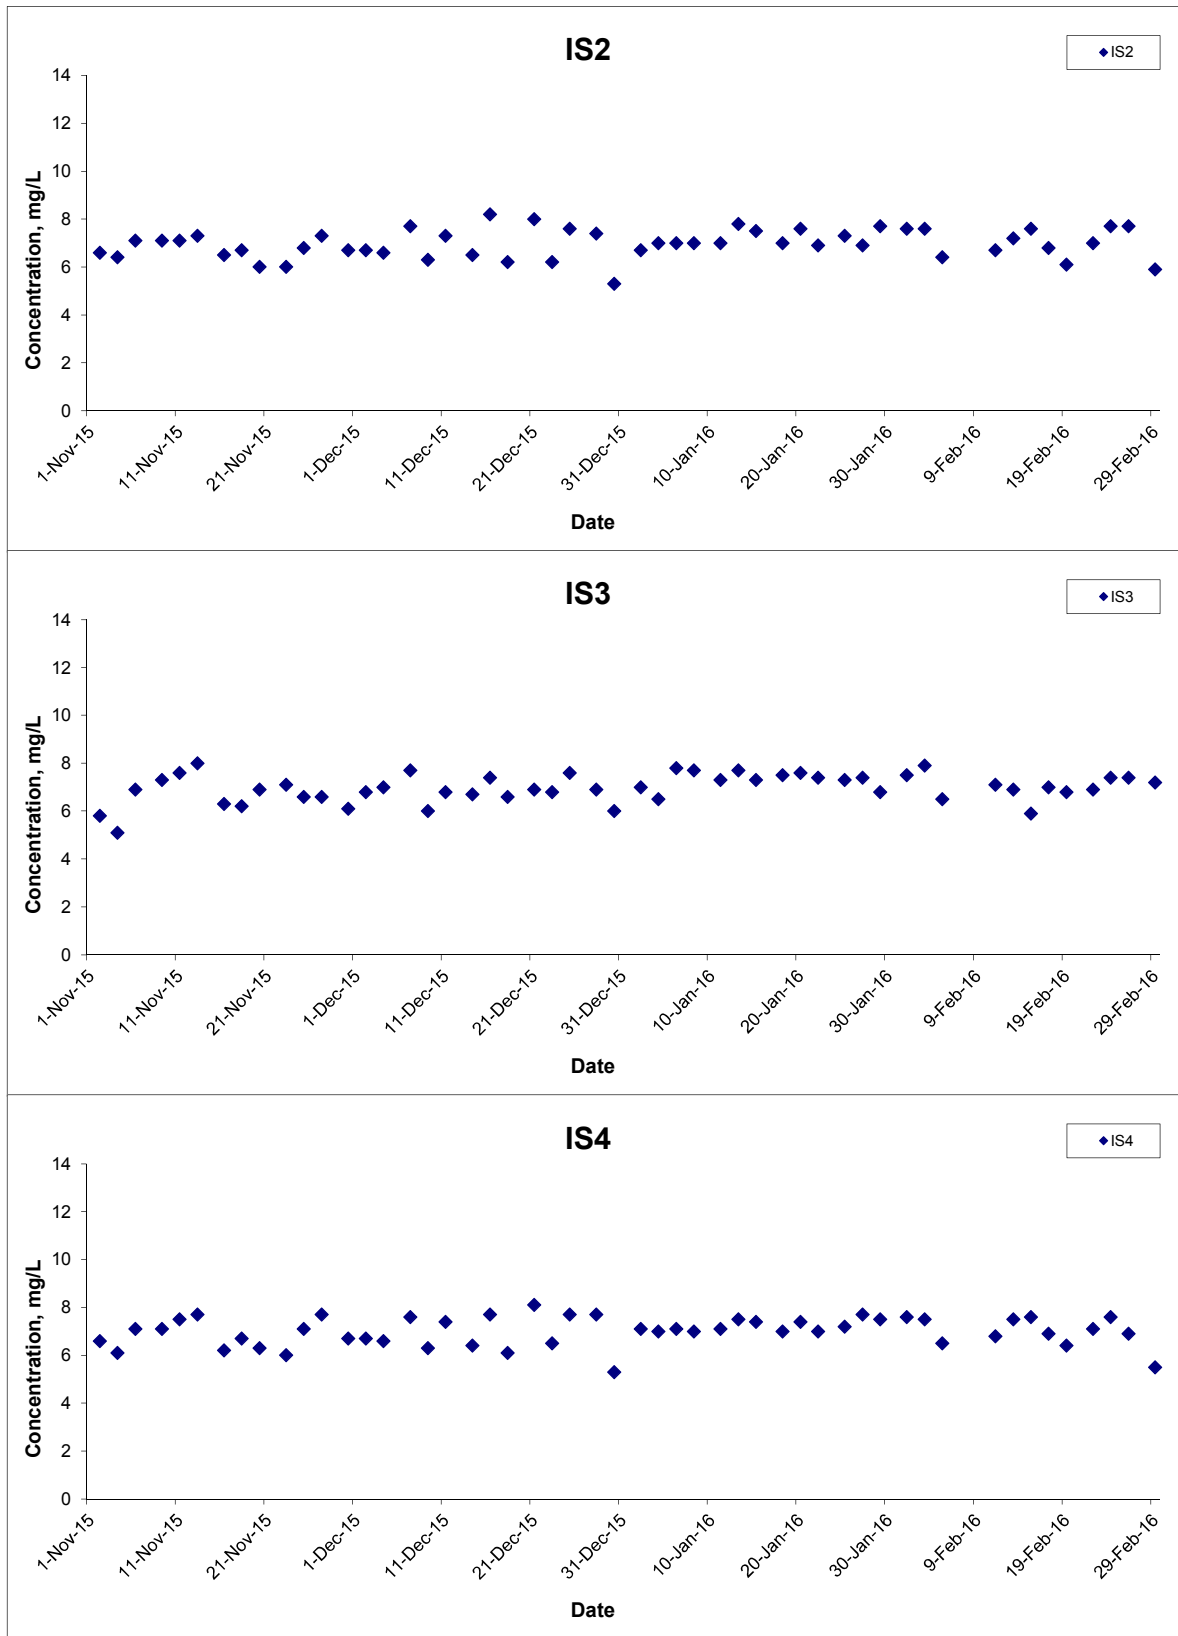 IS2
IS2
14
12
10
8
6
4
2
0
Concentration, mg/L
1-Nov-15
11-Nov-15
21-Nov-15
1-Dec-15
11-Dec-15
21-Dec-15
31-Dec-15
10-Jan-16
20-Jan-16
30-Jan-16
9-Feb-16
19-Feb-16
29-Feb-16
Date
IS3
IS3
14
12
10
8
6
4
2
0
Concentration, mg/L
1-Nov-15
11-Nov-15
21-Nov-15
1-Dec-15
11-Dec-15
21-Dec-15
31-Dec-15
10-Jan-16
20-Jan-16
30-Jan-16
9-Feb-16
19-Feb-16
29-Feb-16
Date
IS4
IS4
14
12
10
8
6
4
2
0
Concentration, mg/L
1-Nov-15
11-Nov-15
21-Nov-15
1-Dec-15
11-Dec-15
21-Dec-15
31-Dec-15
10-Jan-16
20-Jan-16
30-Jan-16
9-Feb-16
19-Feb-16
29-Feb-16
Date